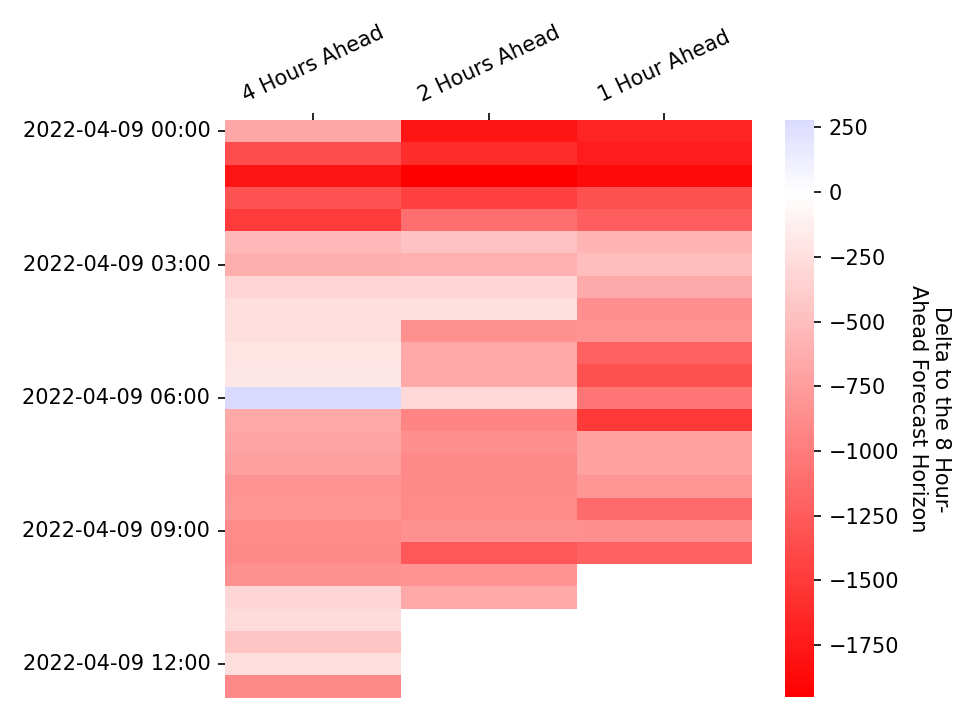 4 Hours Ahead
2 Hours Ahead
1 Hour Ahead
2022-04-09 00:00
2022-04-09 03:00
2022-04-09 06:00
2022-04-09 09:00
2022-04-09 12:00
250
0
−250
−500
−750
−1000
−1250
−1500
−1750
Delta to the 8 Hour-
Ahead Forecast Horizon